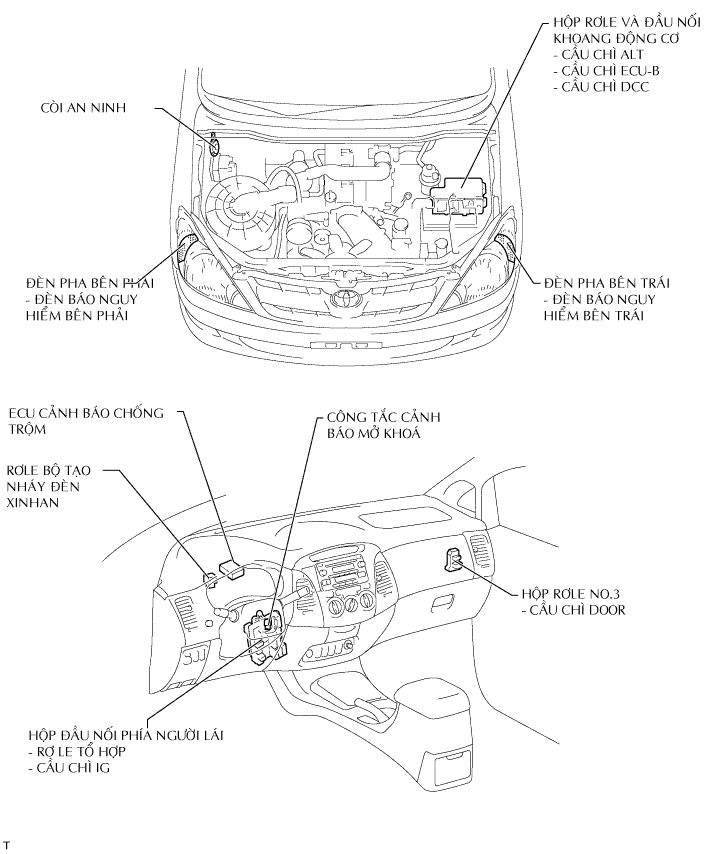 HỘP RƠLE VÀ ĐẦU NỐI
KHOANG ĐỘNG CƠ
- CẦU CHÌ ALT
- CẦU CHÌ ECU-B
- CẦU CHÌ DCC
CÒI AN NINH
ĐÈN PHA BÊN PHẢI
- ĐÈN BÁO NGUY
HIỂM BÊN PHẢI
ĐÈN PHA BÊN TRÁI
- ĐÈN BÁO NGUY
HIỂM BÊN TRÁI
ECU CẢNH BÁO CHỐNG
TRỘM
CÔNG TẮC CẢNH
BÁO MỞ KHOÁ
RƠLE BỘ TẠO
NHÁY ĐÈN
XINHAN
HỘP RƠLE NO.3
- CẦU CHÌ DOOR
HỘP ĐẦU NỐI PHÍA NGƯỜI LÁI
- RƠ LE TỔ HỢP
- CẦU CHÌ IG
T